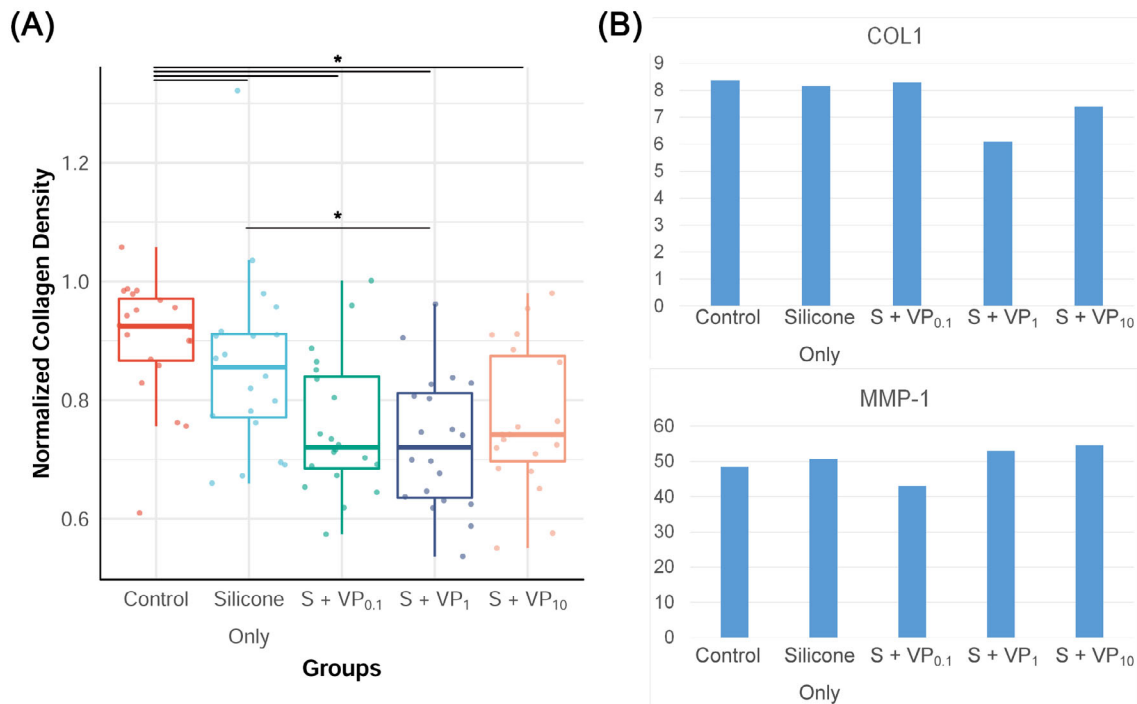 (A)
*
*
1.2
1.0
0.8
0.6
Normalized Collagen Density
Control Silicone S + VP0.1 S + VP1 S + VP10
Only
Groups
(B)
COL1
9
8
7
6
5
4
3
2
1
0
Control Silicone S + VP0.1 S + VP1 S + VP10
Only
MMP-1
60
50
40
30
20
10
0
Control Silicone S + VP0.1 S + VP1 S + VP10
Only